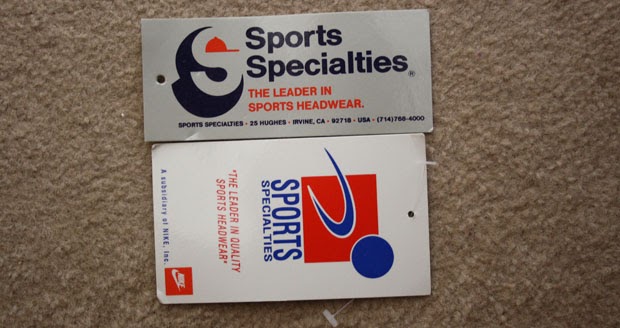 Sports
Specialties®
THE LEADER IN
SPORTS HEADWEAR.
SPORTS SPECIALTIES • 25 HUGHES • IRVINE, CA • 92718 • USA • (714)768-4000
SPORTS
SPECIALTIES
"THE LEADER IN QUALITY
SPORTS HEADWEAR"
A subsidiary of NIKE, Inc.
NIKE